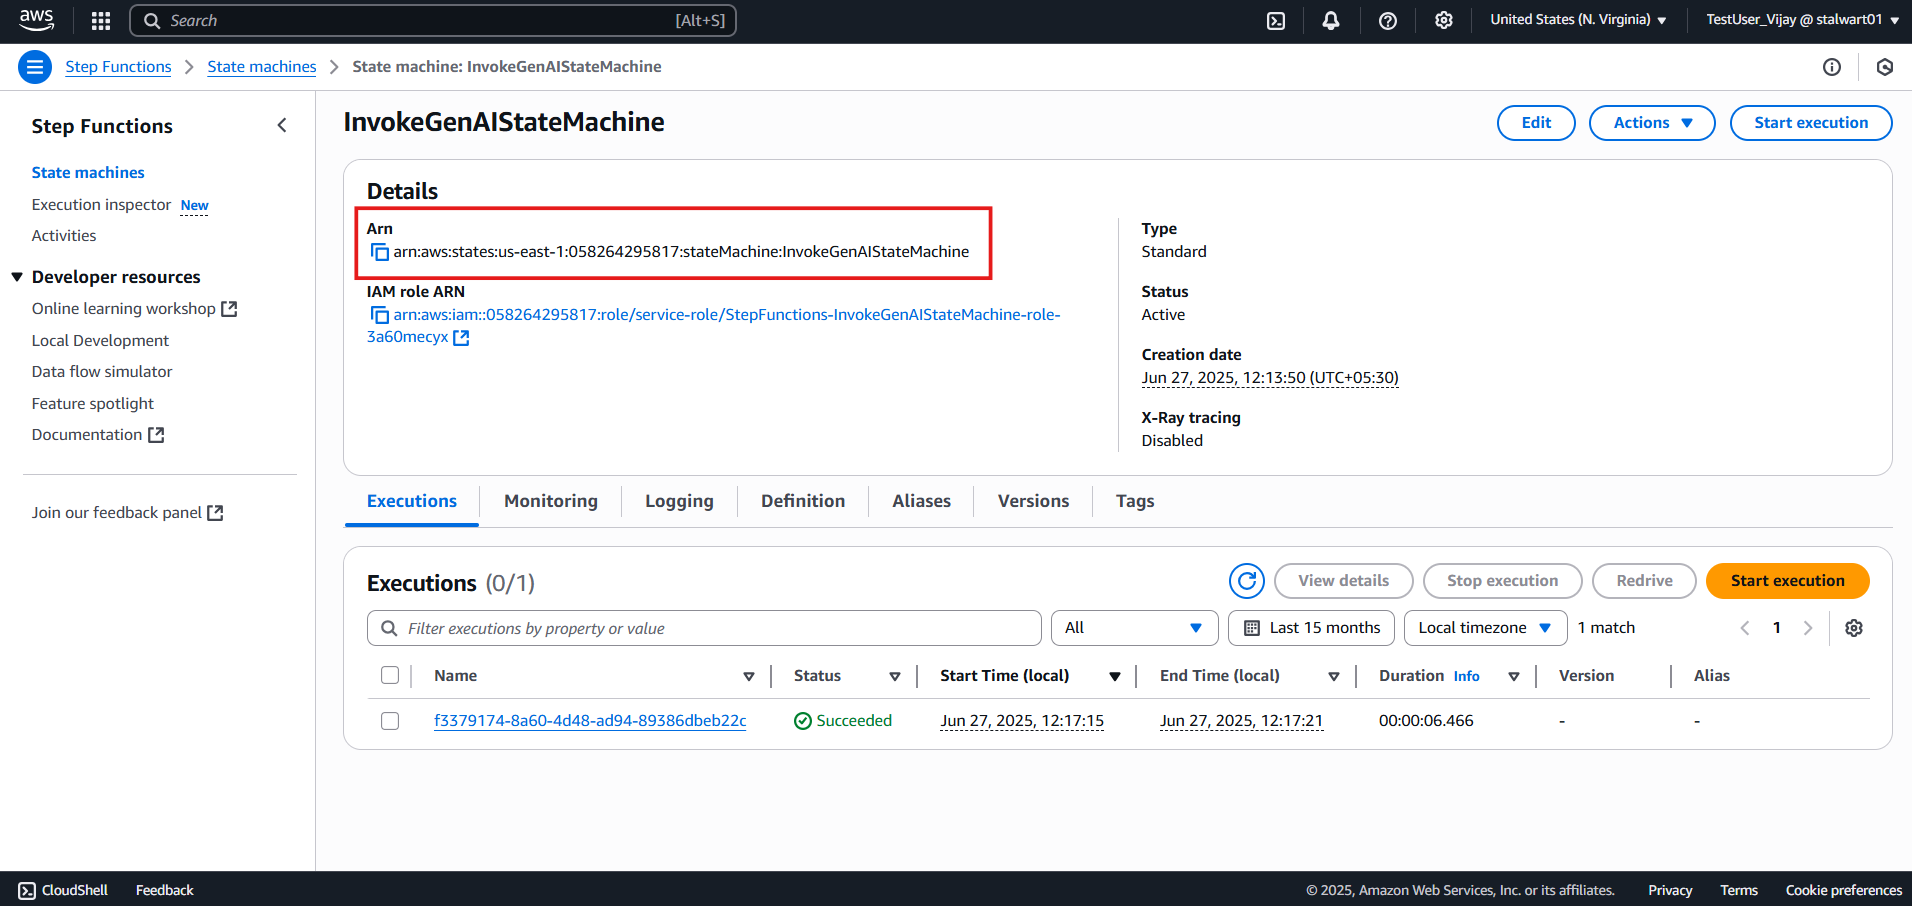 aws
Search [Alt+S]
United States (N. Virginia)
TestUser_Vijay @ stalwart01
Step Functions
State machines
State machine: InvokeGenAIStateMachine
Step Functions
State machines
Execution inspector New
Activities
Developer resources
Online learning workshop
Local Development
Data flow simulator
Feature spotlight
Documentation
Join our feedback panel
InvokeGenAIStateMachine
Edit
Actions
Start execution
Details
Arn
arn:aws:states:us-east-1:058264295817:stateMachine:InvokeGenAIStateMachine
IAM role ARN
arn:aws:iam::058264295817:role/service-role/StepFunctions-InvokeGenAIStateMachine-role-
3a60mecyx
Type
Standard
Status
Active
Creation date
Jun 27, 2025, 12:13:50 (UTC+05:30)
X-Ray tracing
Disabled
Executions
Monitoring
Logging
Definition
Aliases
Versions
Tags
Executions (0/1)
View details
Stop execution
Redrive
Start execution
Filter executions by property or value
All
Last 15 months
Local timezone
1 match
1
Name
Status
Start Time (local)
End Time (local)
Duration Info
Version
Alias
f3379174-8a60-4d48-ad94-89386dbeb22c
Succeeded
Jun 27, 2025, 12:17:15
Jun 27, 2025, 12:17:21
00:00:06.466
-
-
CloudShell
Feedback
© 2025, Amazon Web Services, Inc. or its affiliates.
Privacy
Terms
Cookie preferences